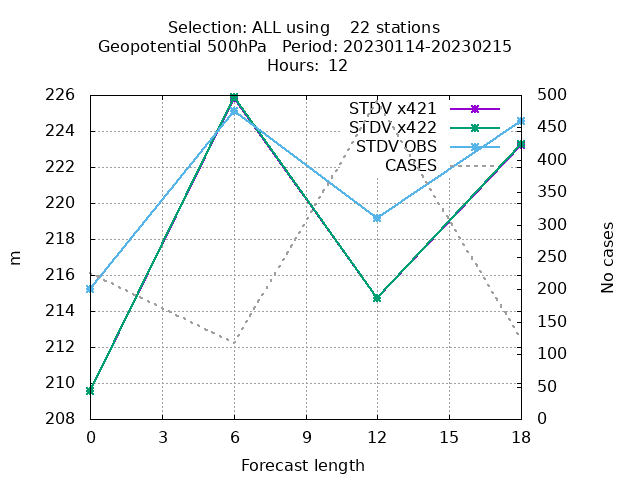 Selection: ALL using    22 stations
Geopotential 500hPa   Period: 20230114-20230215
Hours: 12
STDV x421
STDV x422
STDV OBS
CASES
226
224
222
220
218
216
214
212
210
208
m
500
450
400
350
300
250
200
150
100
50
0
No cases
0 3 6 9 12 15 18
Forecast length